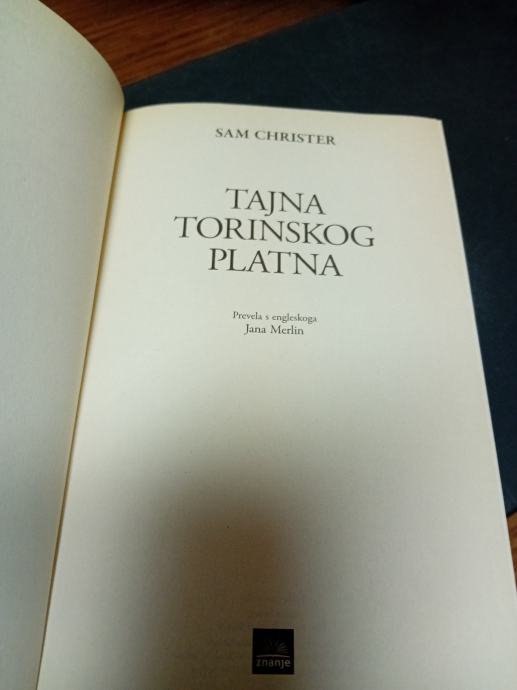 SAM CHRISTER
TAJNA
TORINSKOG
PLATNA
Prevela s engleskoga
Jana Merlin
znanje